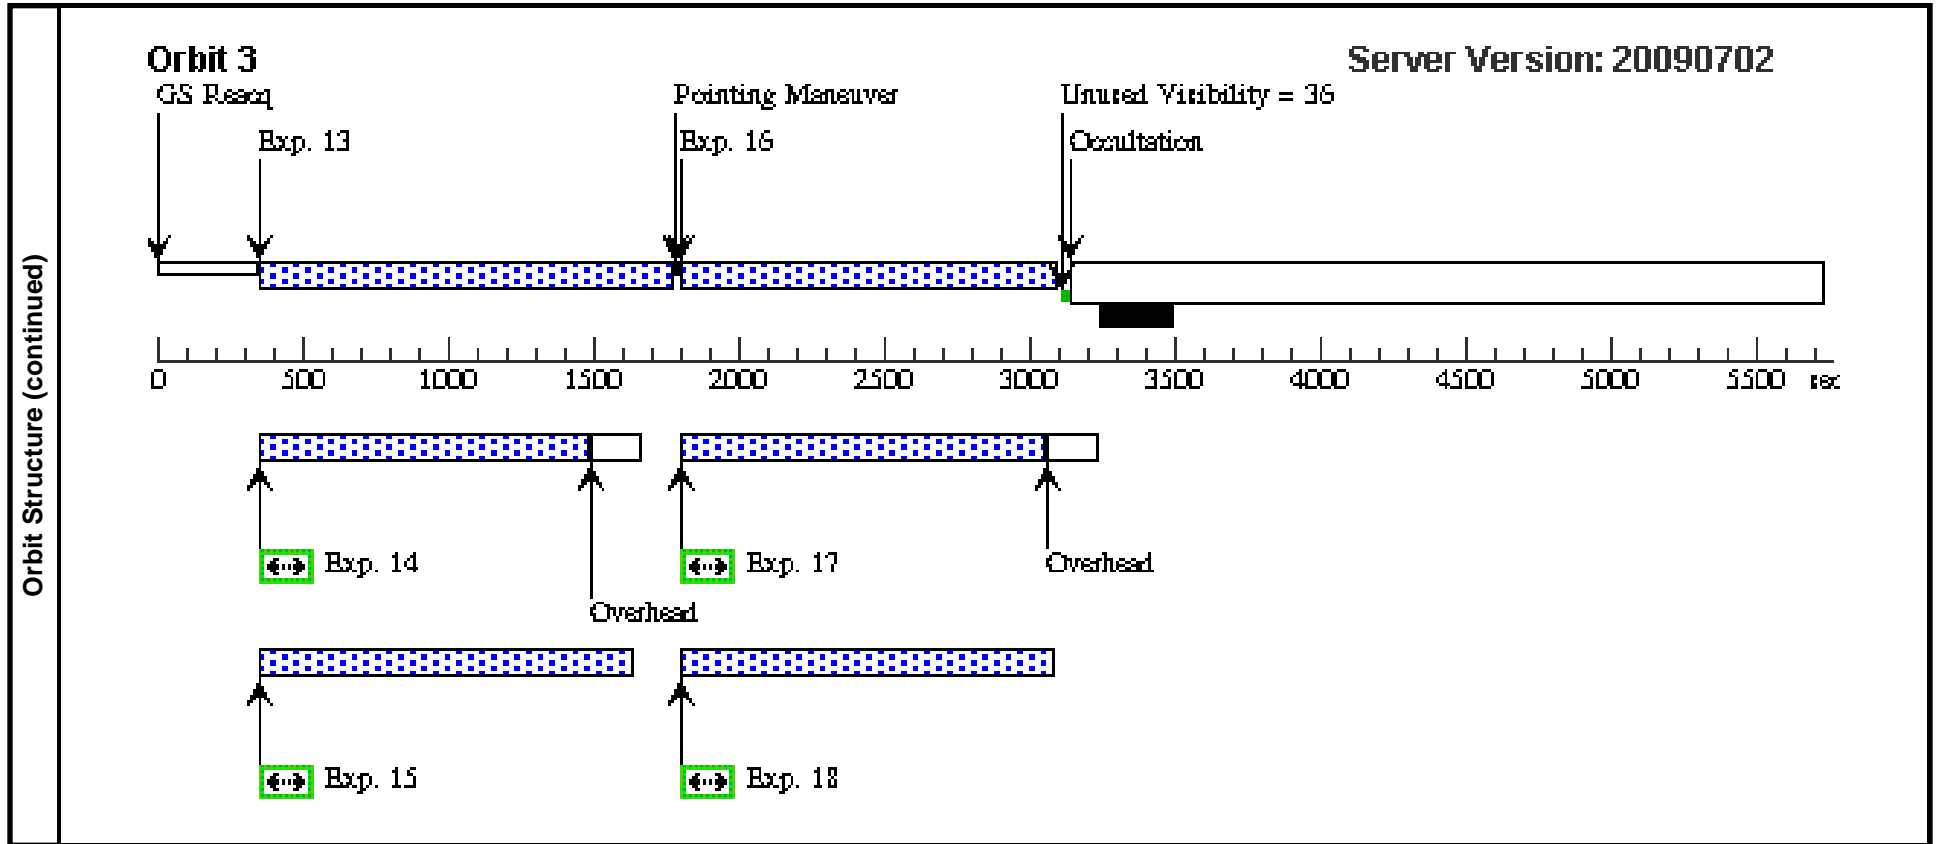 Orbit Structure (continued)
Orbit 3
Server Version: 20090702
GS Reacq
Pointing Maneuver
Unused Visibility = 36
Exp. 13
Exp. 16
Occultation
0 500 1000 1500 2000 2500 3000 3500 4000 4500 5000 5500 sec
Exp. 14
Exp. 17
Overhead
Overhead
Exp. 15
Exp. 18